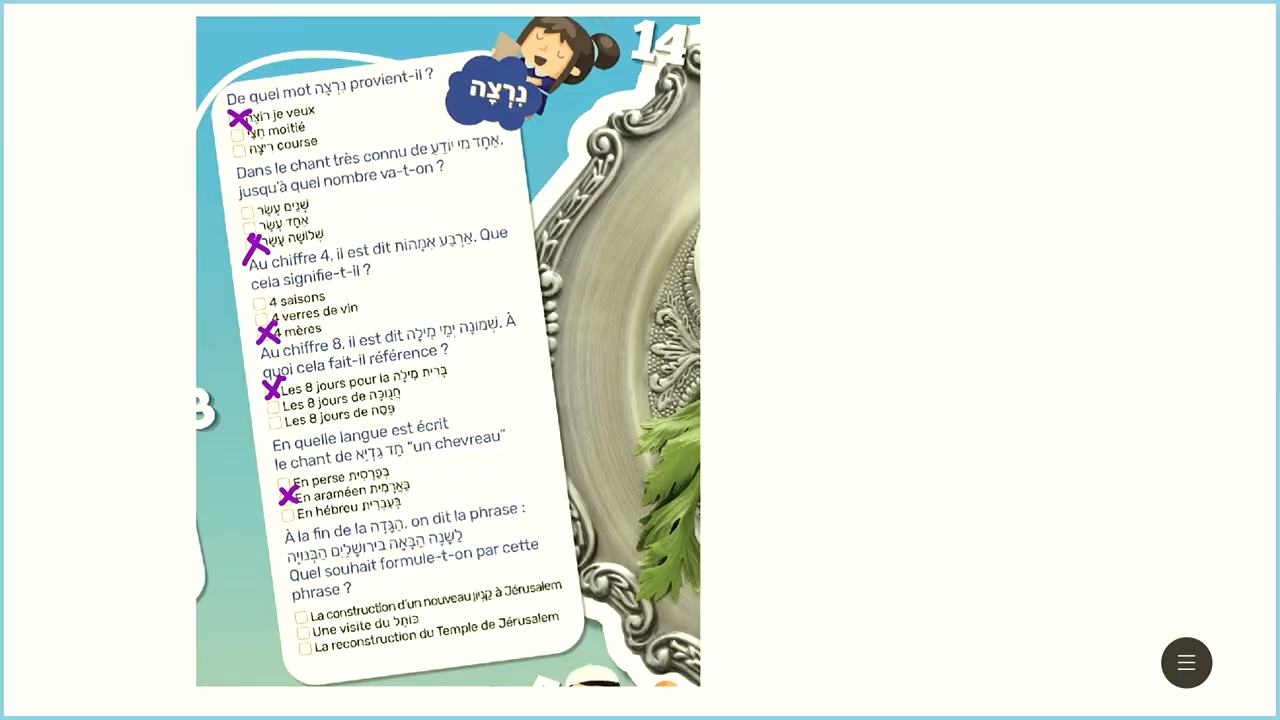 14
נִרְצָה
De quel mot נִרְצָה provient-il ?
רוֹצֶה je veux
חֲצִי moitié
רִיצָה course
Dans le chant très connu de אֶחָד מִי יוֹדֵעַ,
jusqu'à quel nombre va-t-on ?
שְׁנֵים עָשָׂר
אַחַד עָשָׂר
שְׁלוֹשָׁה עָשָׂר
Au chiffre 4, il est dit אַרְבַּע אִמָּהוֹת. Que
cela signifie-t-il ?
4 saisons
4 verres de vin
4 mères
Au chiffre 8, il est dit שְׁמוֹנָה יְמֵי מִילָה. À
quoi cela fait-il référence ?
Les 8 jours pour la בְּרִית מִילָה
Les 8 jours de חֲנוּכָּה
Les 8 jours de פֶּסַח
En quelle langue est écrit
le chant de חַד גַּדְיָא "un chevreau"
En perse בְּפַרְסִית
En araméen בַּאֲרָמִית
En hébreu בְּעִבְרִית
À la fin de la הַגָּדָה, on dit la phrase :
לַשָּׁנָה הַבָּאָה בִּירוּשָׁלַיִם הַבְּנוּיָה
Quel souhait formule-t-on par cette
phrase ?
La construction d'un nouveau קַנְיוֹן à Jérusalem
Une visite du כּוֹתֶל
La reconstruction du Temple de Jérusalem
8